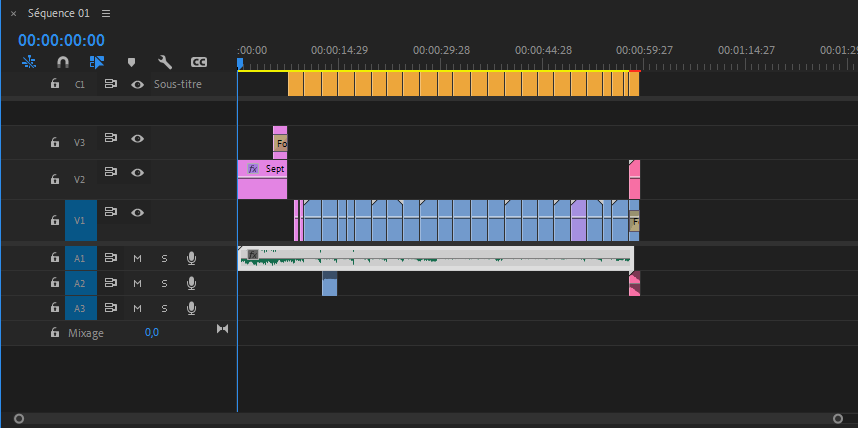 × Séquence 01 ≡
00:00:00:00
:00:00 00:00:14:29 00:00:29:28 00:00:44:28 00:00:59:27 00:01:14:27 00:01:29
CC
C1 Sous-titre
V3 Fo
V2 fx Sept
V1 F
A1 M S fx
A2 M S
A3 M S
Mixage 0,0